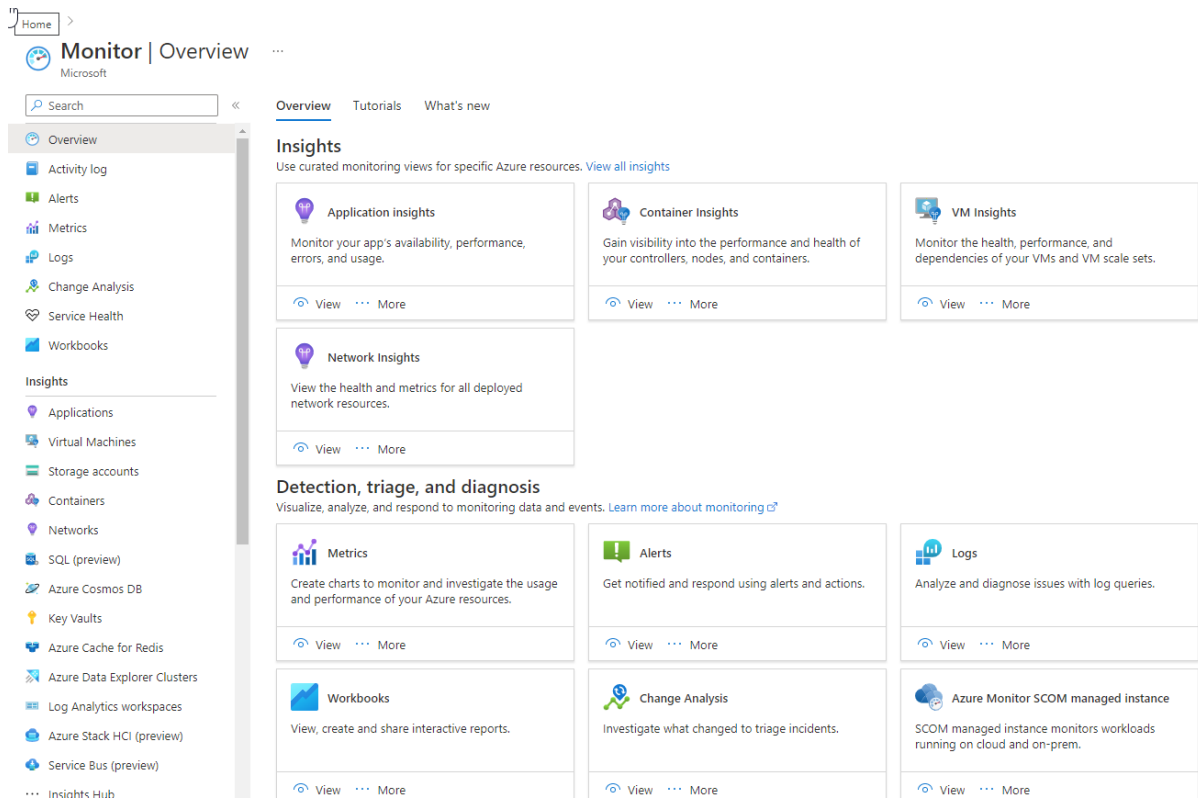 Home
Monitor | Overview ...
Microsoft
Search
Overview
Activity log
Alerts
Metrics
Logs
Change Analysis
Service Health
Workbooks
Insights
Applications
Virtual Machines
Storage accounts
Containers
Networks
SQL (preview)
Azure Cosmos DB
Key Vaults
Azure Cache for Redis
Azure Data Explorer Clusters
Log Analytics workspaces
Azure Stack HCI (preview)
Service Bus (preview)
Insights Hub
Overview Tutorials What's new
Insights
Use curated monitoring views for specific Azure resources. View all insights
Application insights
Monitor your app's availability, performance,
errors, and usage.
View ... More
Container Insights
Gain visibility into the performance and health of
your controllers, nodes, and containers.
View ... More
VM Insights
Monitor the health, performance, and
dependencies of your VMs and VM scale sets.
View ... More
Network Insights
View the health and metrics for all deployed
network resources.
View ... More
Detection, triage, and diagnosis
Visualize, analyze, and respond to monitoring data and events. Learn more about monitoring
Metrics
Create charts to monitor and investigate the usage
and performance of your Azure resources.
View ... More
Alerts
Get notified and respond using alerts and actions.
View ... More
Logs
Analyze and diagnose issues with log queries.
View ... More
Workbooks
View, create and share interactive reports.
View ... More
Change Analysis
Investigate what changed to triage incidents.
View ... More
Azure Monitor SCOM managed instance
SCOM managed instance monitors workloads
running on cloud and on-prem.
View ... More